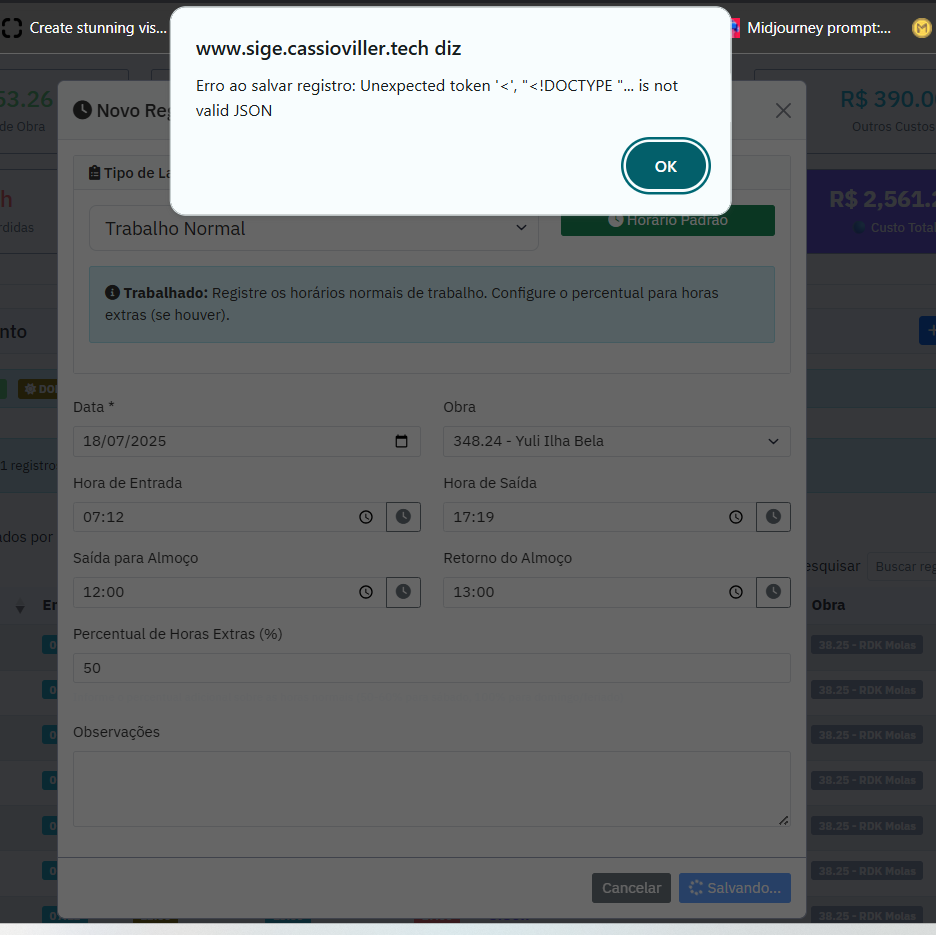 Create stunning vis...
Midjourney prompt:...
M
www.sige.cassioviller.tech diz
Erro ao salvar registro: Unexpected token '<', "<!DOCTYPE "... is not
valid JSON
OK
53.26
de Obra
R$ 390.0
Outros Custos
Novo Reg
Tipo de La
h
rdidas
R$ 2,561.2
Custo Total
Trabalho Normal
Horário Padrão
Trabalhado: Registre os horários normais de trabalho. Configure o percentual para horas
extras (se houver).
nto
DO
1 registro
Data *
Obra
18/07/2025
348.24 - Yuli Ilha Bela
Hora de Entrada
Hora de Saída
07:12
17:19
dos por
Saída para Almoço
Retorno do Almoço
esquisar
Buscar reg
12:00
13:00
En
Obra
Percentual de Horas Extras (%)
38.25 - RDK Molas
50
38.25 - RDK Molas
Observações
38.25 - RDK Molas
38.25 - RDK Molas
38.25 - RDK Molas
38.25 - RDK Molas
Cancelar
Salvando...
38.25 - RDK Molas